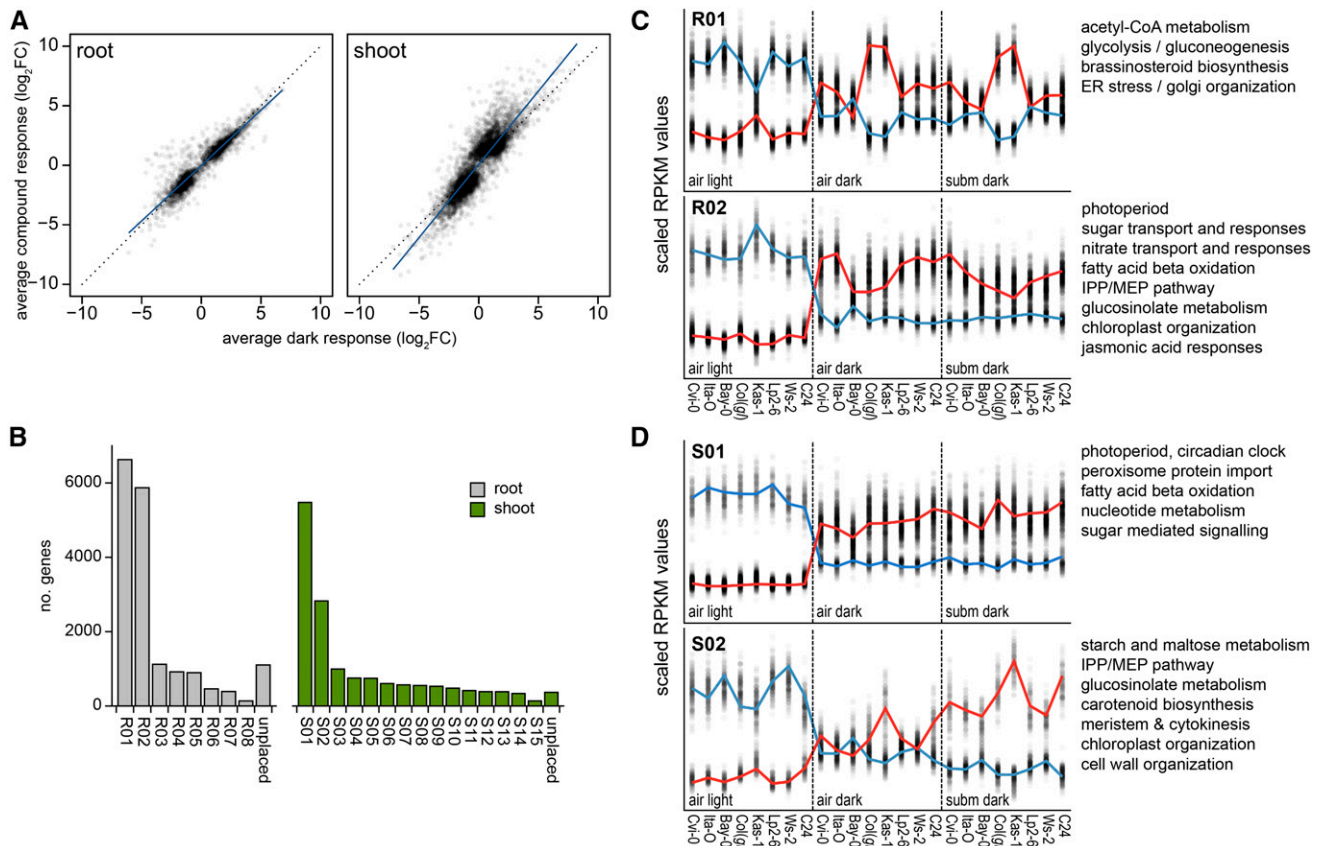 A
root
shoot
average compound response (log2FC)
10
5
0
−5
−10
−10 −5 0 5 10
−10 −5 0 5 10
average dark response (log2FC)
B
no. genes
6000
4000
2000
0
root
shoot
R01 R02 R03 R04 R05 R06 R07 R08 unplaced
S01 S02 S03 S04 S05 S06 S07 S08 S09 S10 S11 S12 S13 S14 S15 unplaced
C
scaled RPKM values
R01
air light air dark subm dark
acetyl-CoA metabolism
glycolysis / gluconeogenesis
brassinosteroid biosynthesis
ER stress / golgi organization
R02
air light air dark subm dark
photoperiod
sugar transport and responses
nitrate transport and responses
fatty acid beta oxidation
IPP/MEP pathway
glucosinolate metabolism
chloroplast organization
jasmonic acid responses
Cvi-0 Ita-O Bay-0 Col(gl) Kas-1 Lp2-6 Ws-2 C24 Cvi-0 Ita-O Bay-0 Col(gl) Kas-1 Lp2-6 Ws-2 C24 Cvi-0 Ita-O Bay-0 Col(gl) Kas-1 Lp2-6 Ws-2 C24
D
scaled RPKM values
S01
air light air dark subm dark
photoperiod, circadian clock
peroxisome protein import
fatty acid beta oxidation
nucleotide metabolism
sugar mediated signalling
S02
air light air dark subm dark
starch and maltose metabolism
IPP/MEP pathway
glucosinolate metabolism
carotenoid biosynthesis
meristem & cytokinesis
chloroplast organization
cell wall organization
Cvi-0 Ita-O Bay-0 Col(gl) Kas-1 Lp2-6 Ws-2 C24 Cvi-0 Ita-O Bay-0 Col(gl) Kas-1 Lp2-6 Ws-2 C24 Cvi-0 Ita-O Bay-0 Col(gl) Kas-1 Lp2-6 Ws-2 C24